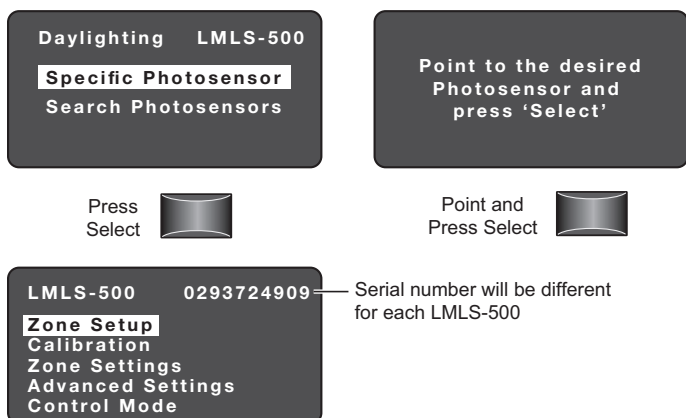 Daylighting LMLS-500
Specific Photosensor
Search Photosensors
Point to the desired
Photosensor and
press ‘Select’
Press
Select
Point and
Press Select
LMLS-500 0293724909
Serial number will be different
for each LMLS-500
Zone Setup
Calibration
Zone Settings
Advanced Settings
Control Mode